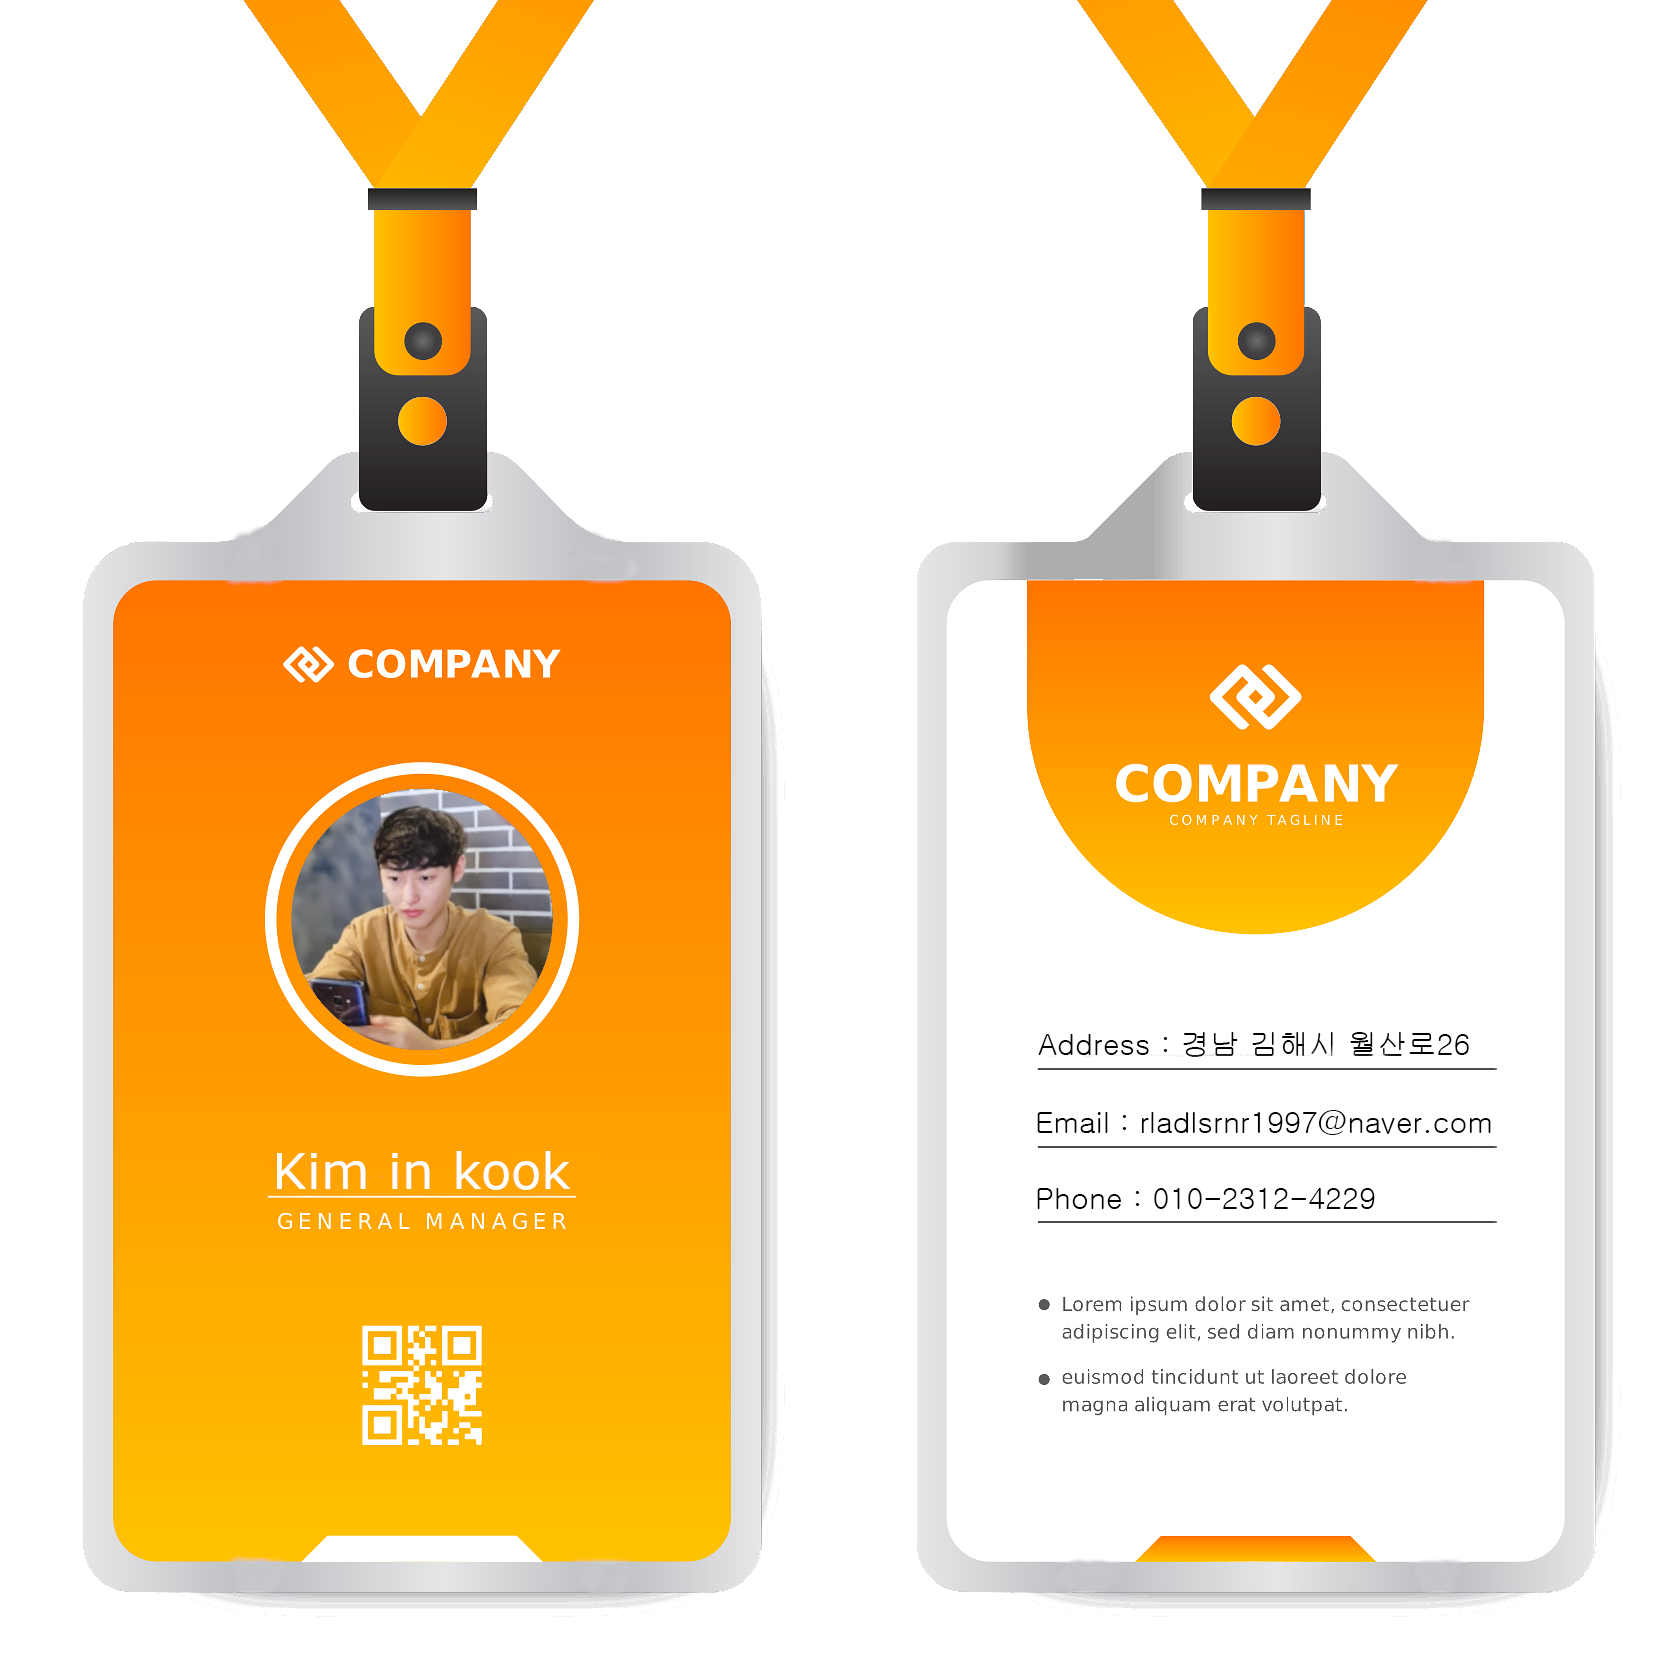 COMPANY
Kim in kook
GENERAL MANAGER
COMPANY
COMPANY TAGLINE
Address : 경남 김해시 월산로26
Email : rladlsrnr1997@naver.com
Phone : 010-2312-4229
Lorem ipsum dolor sit amet, consectetuer
adipiscing elit, sed diam nonummy nibh.
euismod tincidunt ut laoreet dolore
magna aliquam erat volutpat.